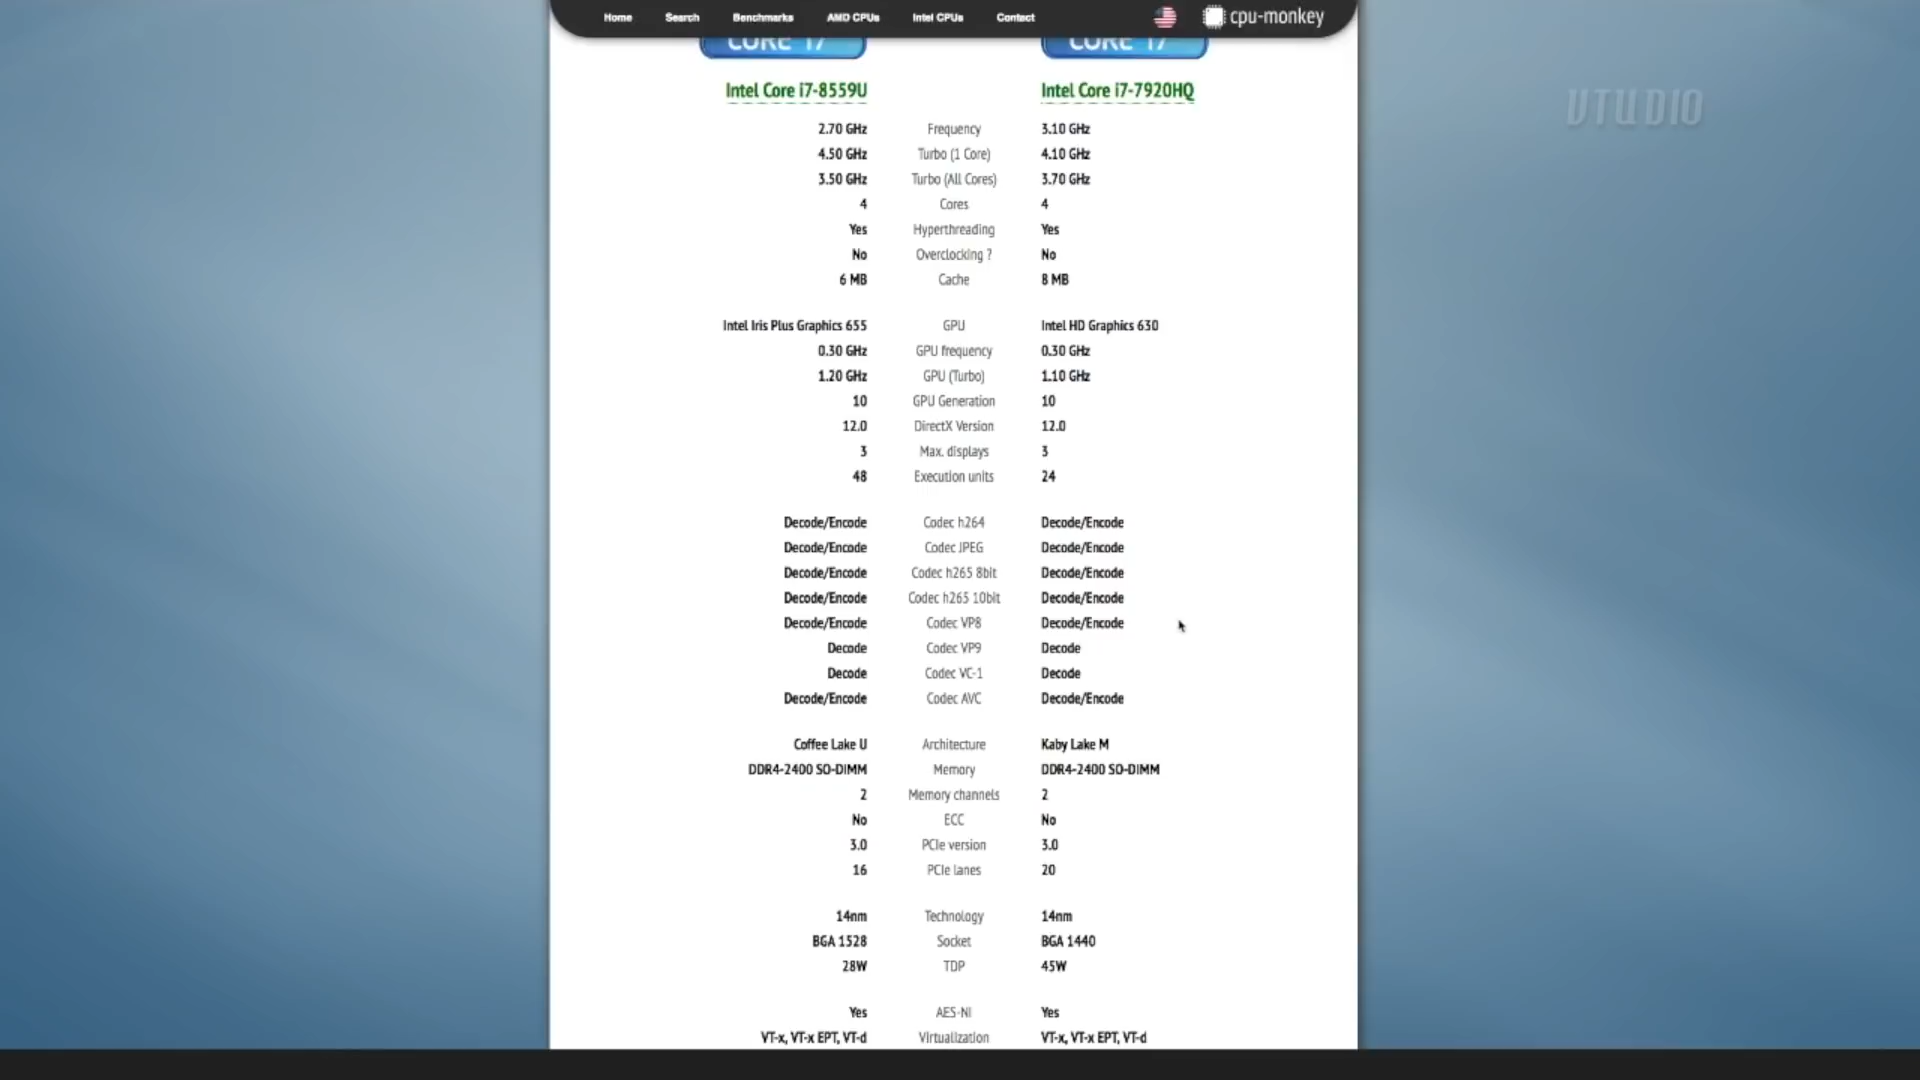 Home Search Benchmarks AMD CPUs Intel CPUs Contact cpu-monkey
CORE i7 CORE i7
VTUDIO
Intel Core i7-8559U Intel Core i7-7920HQ
2.70 GHz Frequency 3.10 GHz
4.50 GHz Turbo (1 Core) 4.10 GHz
3.50 GHz Turbo (All Cores) 3.70 GHz
4 Cores 4
Yes Hyperthreading Yes
No Overclocking ? No
6 MB Cache 8 MB
Intel Iris Plus Graphics 655 GPU Intel HD Graphics 630
0.30 GHz GPU frequency 0.30 GHz
1.20 GHz GPU (Turbo) 1.10 GHz
10 GPU Generation 10
12.0 DirectX Version 12.0
3 Max. displays 3
48 Execution units 24
Decode/Encode Codec h264 Decode/Encode
Decode/Encode Codec JPEG Decode/Encode
Decode/Encode Codec h265 8bit Decode/Encode
Decode/Encode Codec h265 10bit Decode/Encode
Decode/Encode Codec VP8 Decode/Encode
Decode Codec VP9 Decode
Decode Codec VC-1 Decode
Decode/Encode Codec AVC Decode/Encode
Coffee Lake U Architecture Kaby Lake M
DDR4-2400 SO-DIMM Memory DDR4-2400 SO-DIMM
2 Memory channels 2
No ECC No
3.0 PCIe version 3.0
16 PCIe lanes 20
14nm Technology 14nm
BGA 1528 Socket BGA 1440
28W TDP 45W
Yes AES-NI Yes
VT-x, VT-x EPT, VT-d Virtualization VT-x, VT-x EPT, VT-d